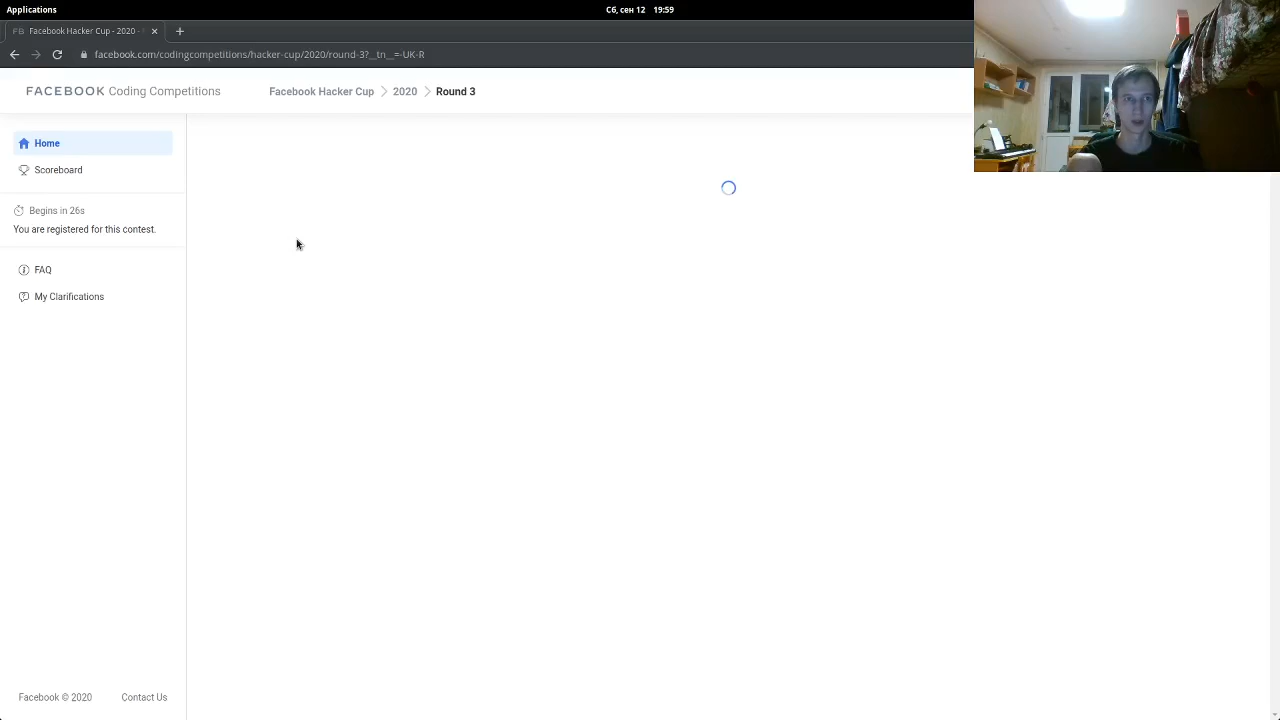 Applications
Сб, сен 12 19:59
Facebook Hacker Cup - 2020 -
facebook.com/codingcompetitions/hacker-cup/2020/round-3?__tn__=-UK-R
FACEBOOK Coding Competitions
Facebook Hacker Cup
2020
Round 3
Home
Scoreboard
Begins in 26s
You are registered for this contest.
FAQ
My Clarifications
Facebook © 2020
Contact Us